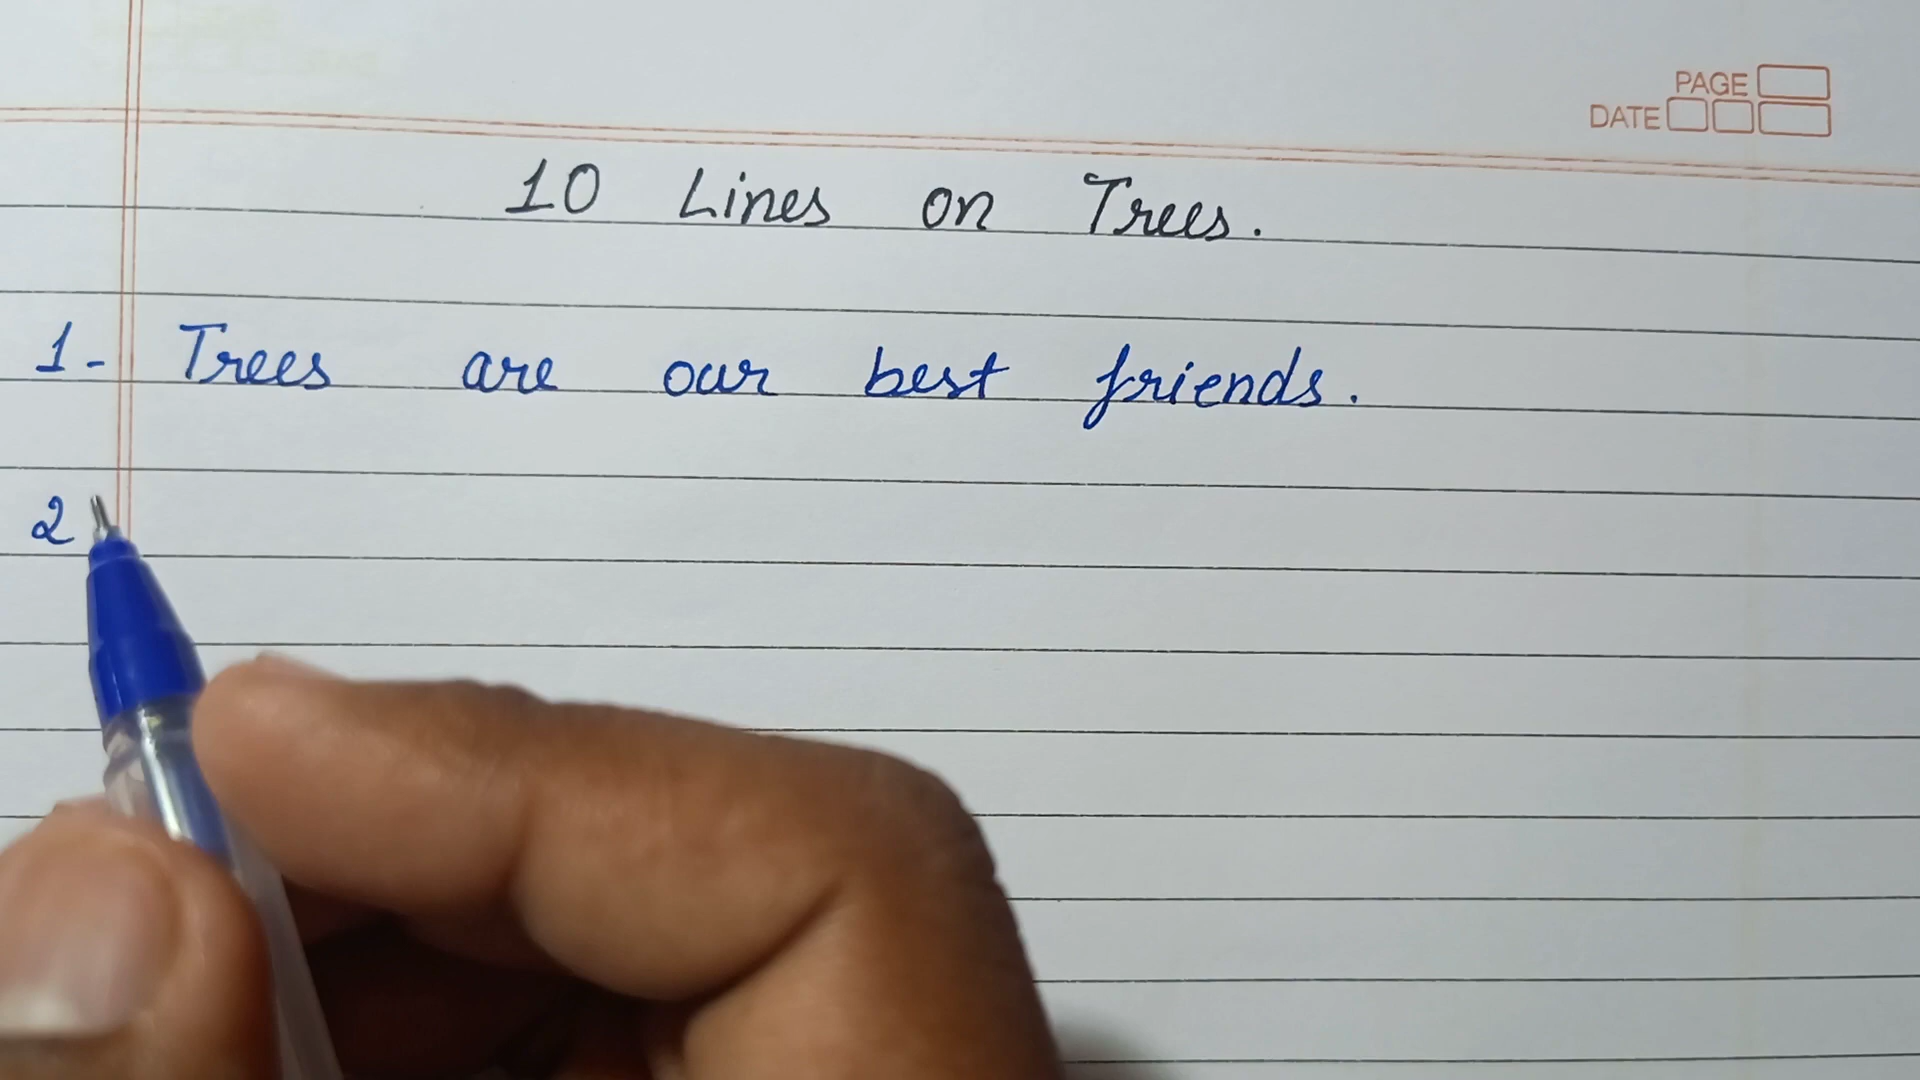 PAGE
DATE
10 Lines on Trees.
1- Trees are our best friends.
2